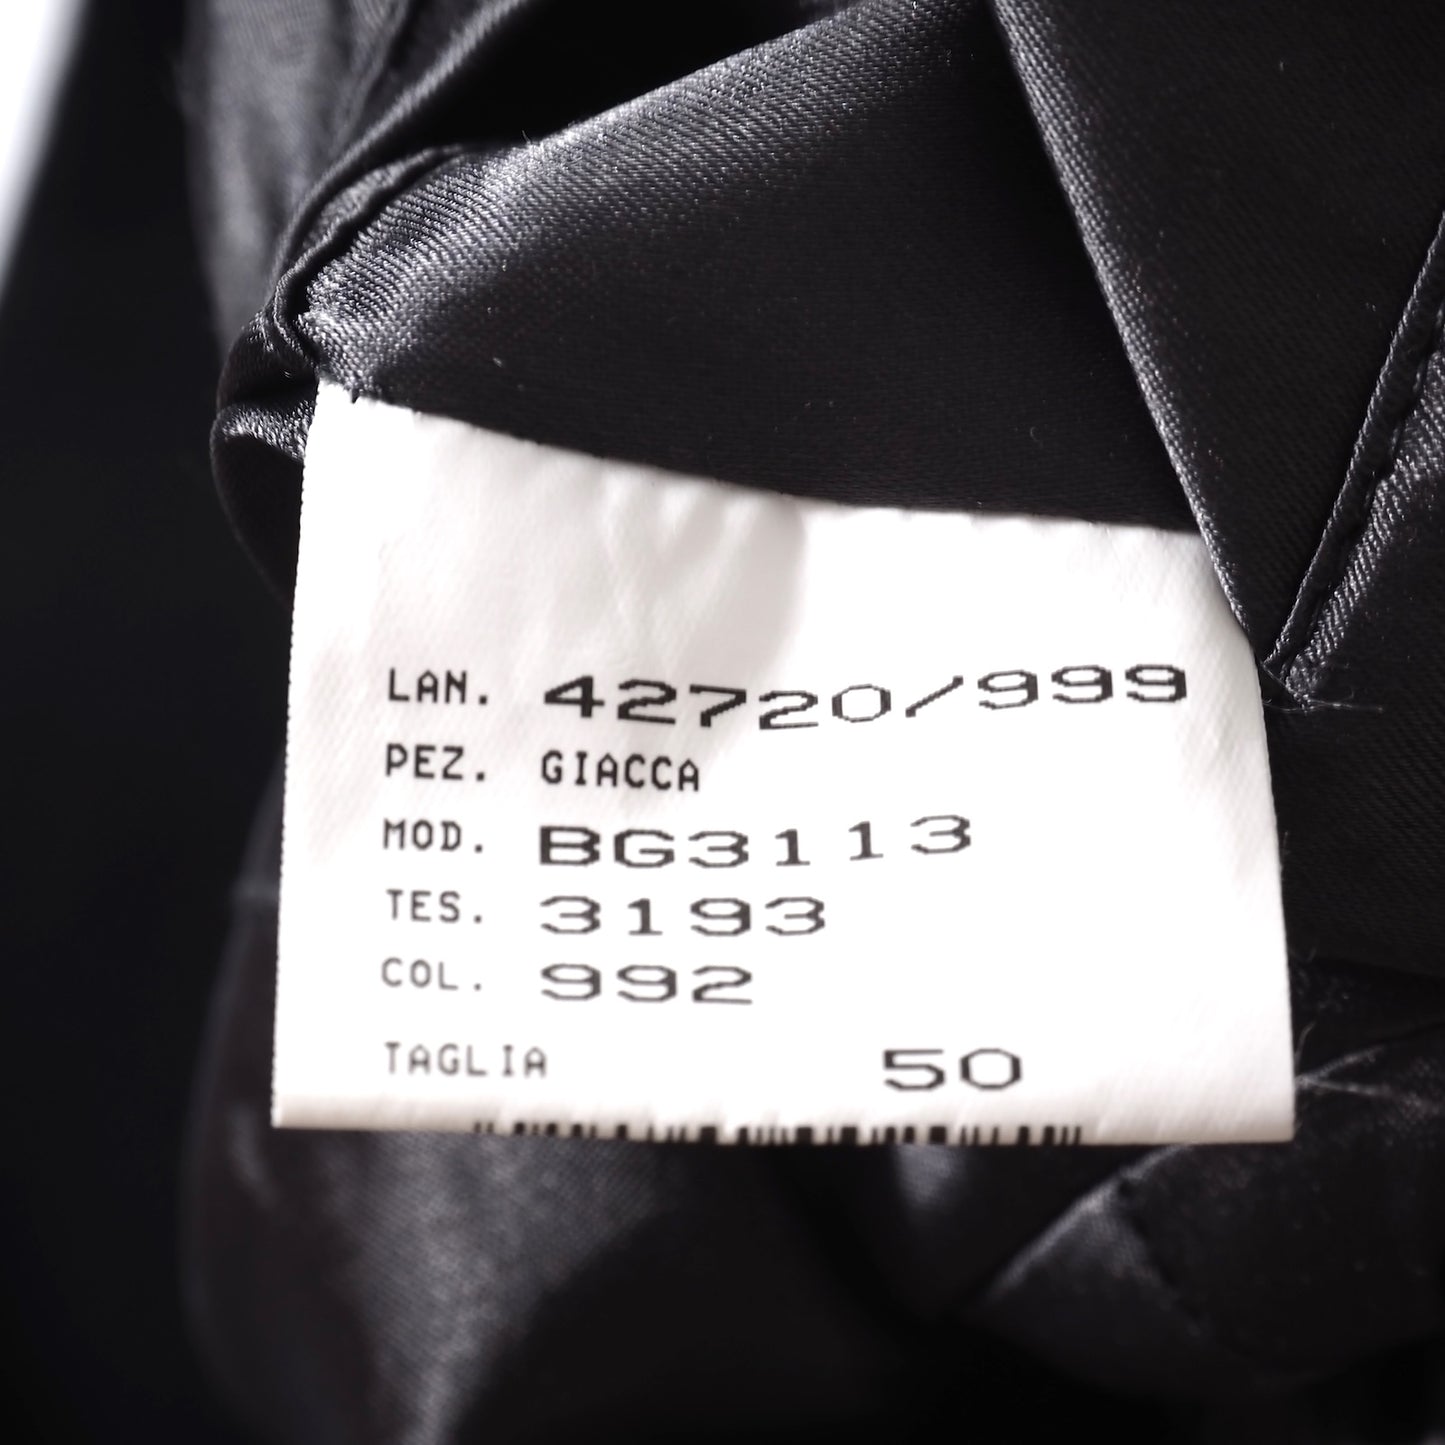 LAN. 42720/999
PEZ. GIACCA
MOD. BG3113
TES. 3193
COL. 992
TAGLIA 50